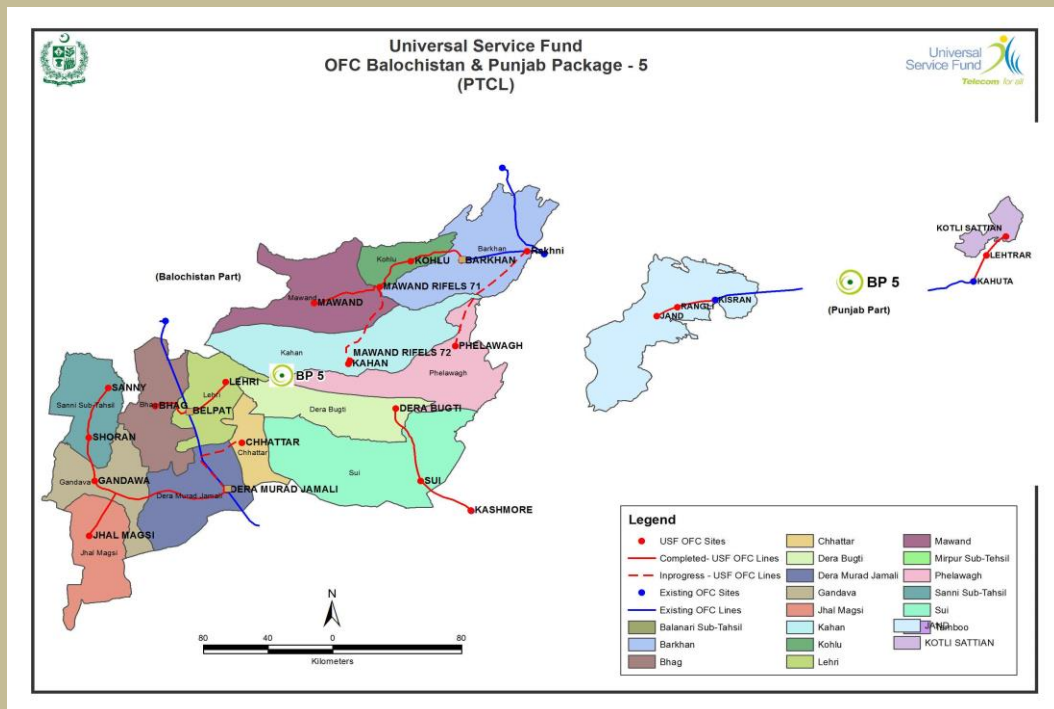 Universal Service Fund
OFC Balochistan & Punjab Package - 5
(PTCL)
Universal
Service Fund
Telecom for all
(Balochistan Part)
Barkhan
Rakhni
Kohlu
KOHLU
BARKHAN
MAWAND RIFELS 71
Mawand
MAWAND
MAWAND RIFELS 72
Kahan
KAHAN
PHELAWAGH
Phelawagh
BP 5
SANNY
Sanni Sub-Tahsil
LEHRI
Lehri
BHAG
BELPAT
Dera Bugti
DERA BUGTI
SHORAN
CHHATTAR
Chhattar
Sui
SUI
Gandava
GANDAWA
Dera Murad Jamali
DERA MURAD JAMALI
KASHMORE
JHAL MAGSI
Jhal Magsi
KOTLI SATTIAN
LEHTRAR
KAHUTA
BP 5
(Punjab Part)
KISRAN
RANGLI
JAND
N
80 40 0 80
Kilometers
Legend
USF OFC Sites
Completed- USF OFC Lines
Inprogress - USF OFC Lines
Existing OFC Sites
Existing OFC Lines
Balanari Sub-Tahsil
Barkhan
Bhag
Chhattar
Dera Bugti
Dera Murad Jamali
Gandava
Jhal Magsi
Kahan
Kohlu
Lehri
Mawand
Mirpur Sub-Tehsil
Phelawagh
Sanni Sub-Tahsil
Sui
Tamboo
JAND
KOTLI SATTIAN